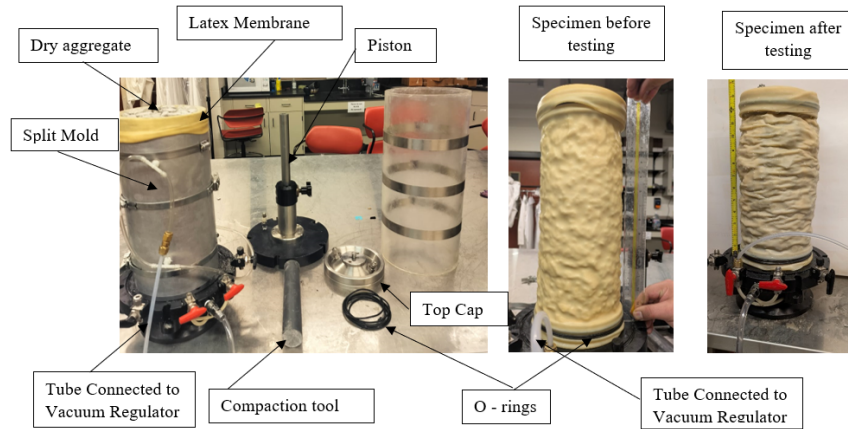 Latex Membrane
Dry aggregate
Piston
Specimen before
testing
Specimen after
testing
Split Mold
Top Cap
Tube Connected to
Vacuum Regulator
Compaction tool
O - rings
Tube Connected to
Vacuum Regulator